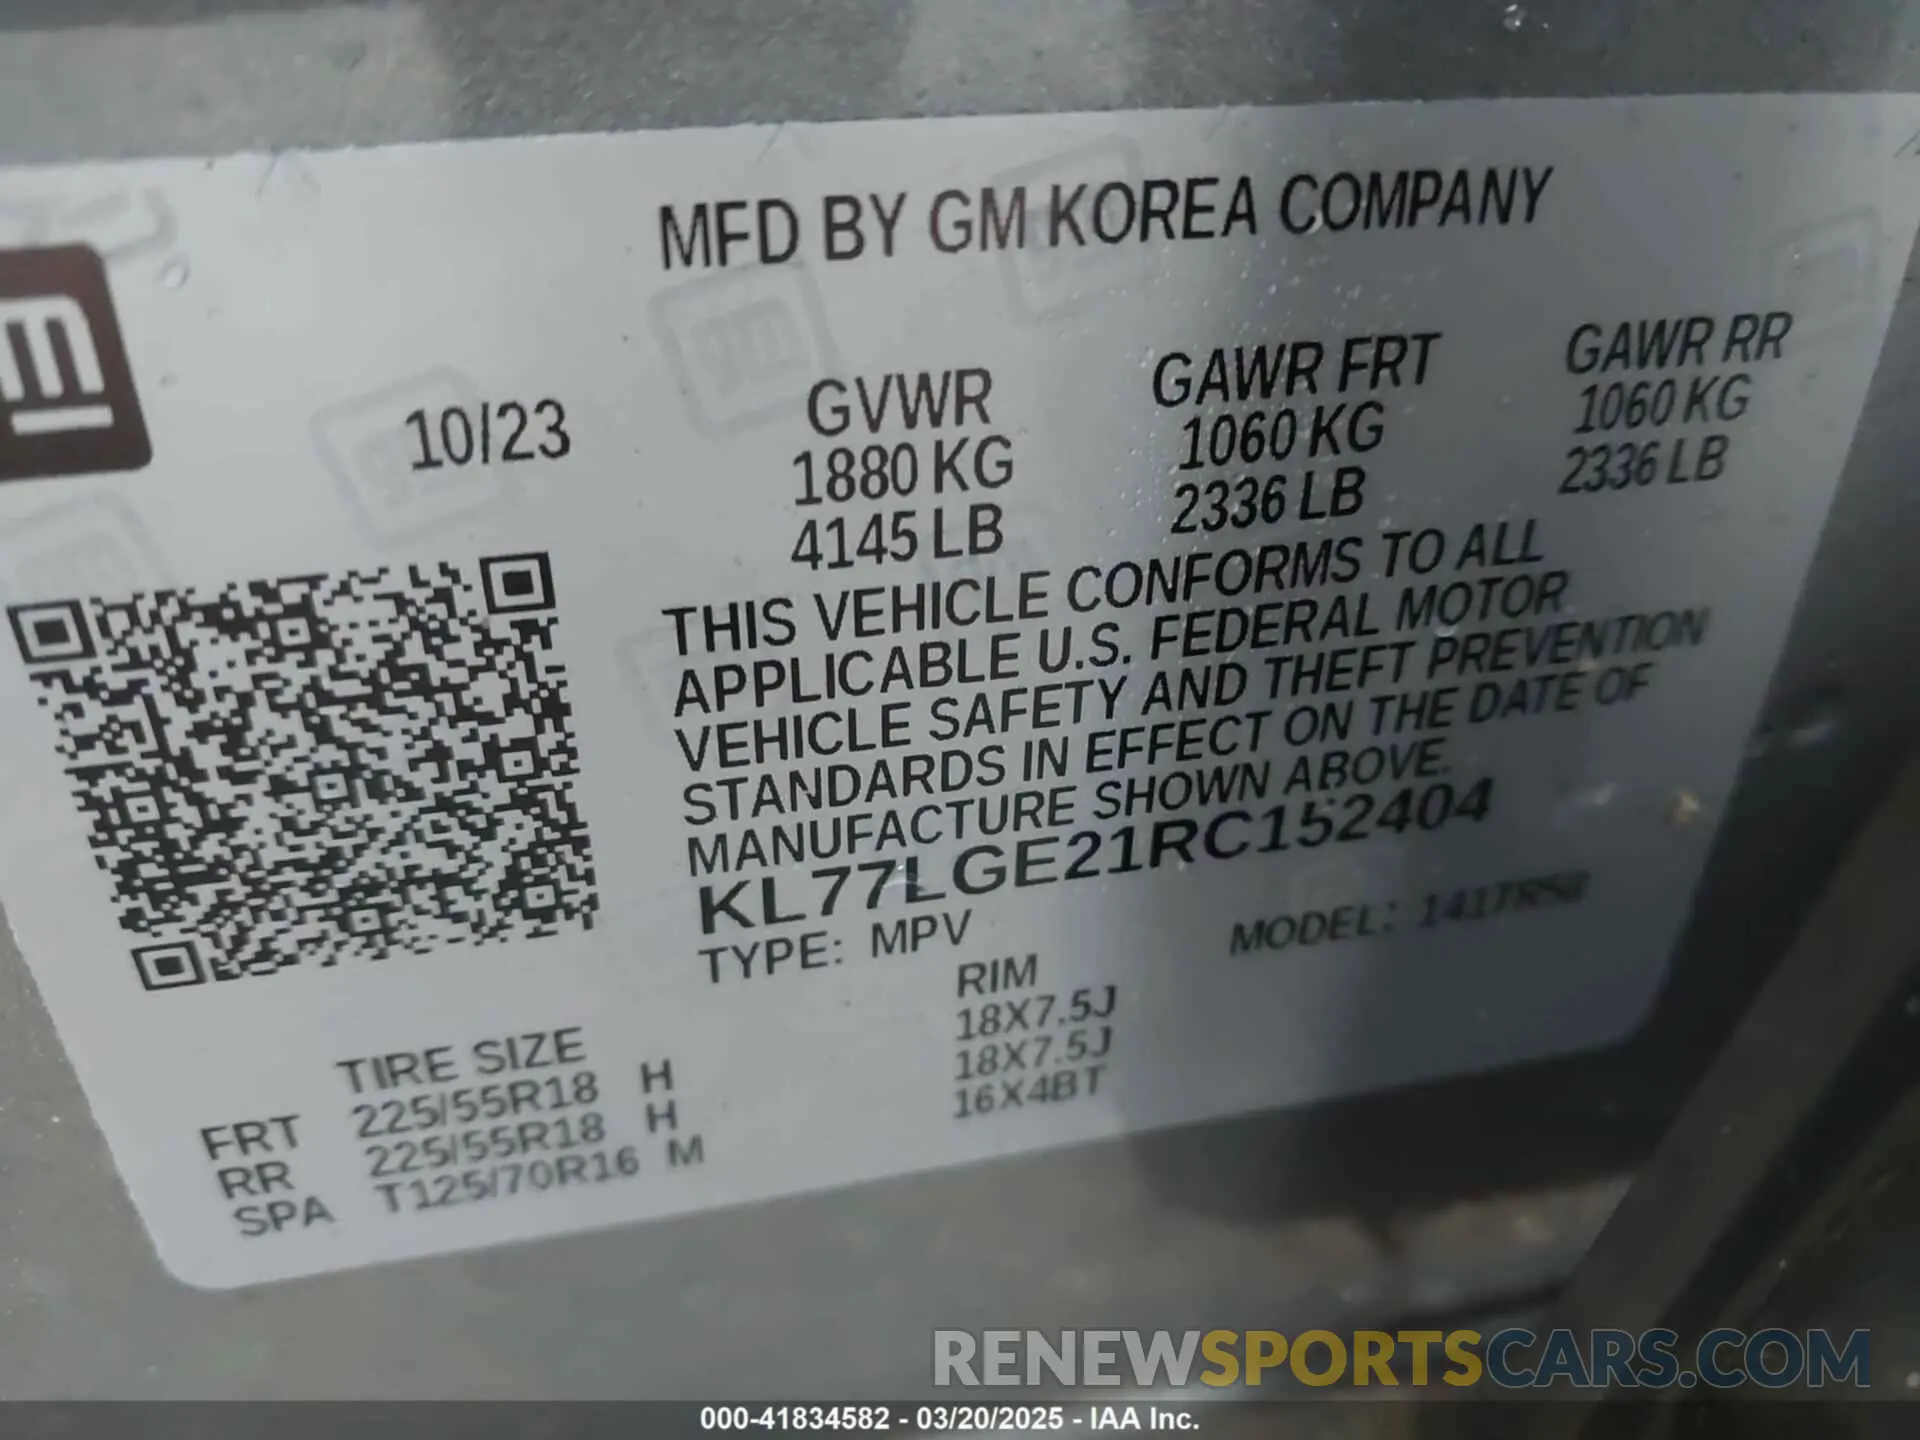 MFD BY GM KOREA COMPANY
10/23
GVWR
1880 KG
4145 LB
GAWR FRT
1060 KG
2336 LB
GAWR RR
1060 KG
2336 LB
THIS VEHICLE CONFORMS TO ALL
APPLICABLE U.S. FEDERAL MOTOR
VEHICLE SAFETY AND THEFT PREVENTION
STANDARDS IN EFFECT ON THE DATE OF
MANUFACTURE SHOWN ABOVE.
KL77LGE21RC152404
TYPE: MPV MODEL:
TIRE SIZE RIM
FRT 225/55R18 H 18X7.5J
RR 225/55R18 H 18X7.5J
SPA T125/70R16 M 16X4BT
RENEWSPORTSCARS.COM
000-41834582 - 03/20/2025 - IAA Inc.